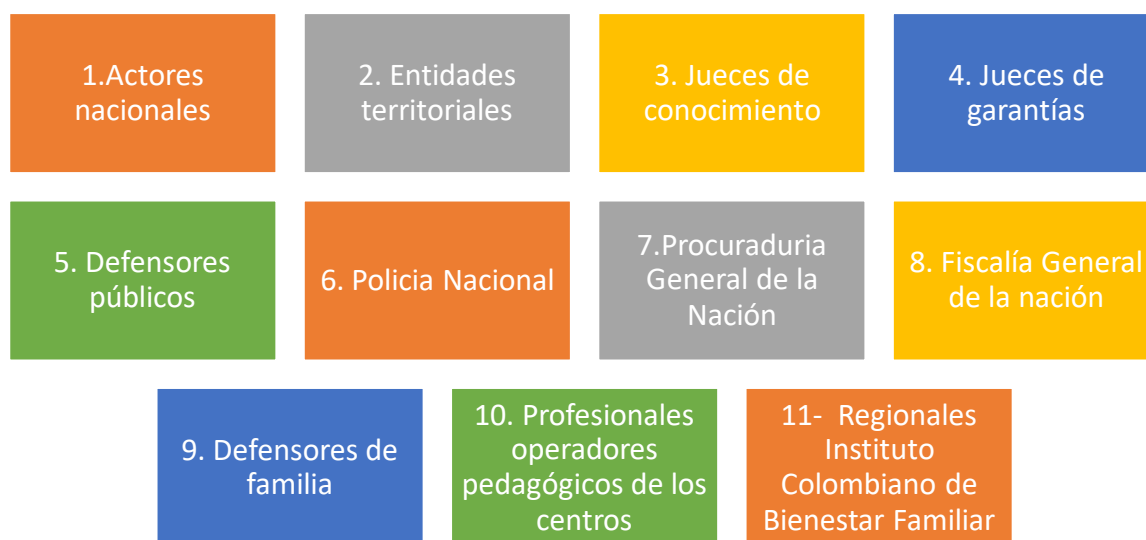 1.Actores
nacionales
2. Entidades
territoriales
3. Jueces de
conocimiento
4. Jueces de
garantías
5. Defensores
públicos
6. Policia Nacional
7.Procuraduria
General de la
Nación
8. Fiscalía General
de la nación
9. Defensores de
familia
10. Profesionales
operadores
pedagógicos de los
centros
11- Regionales
Instituto
Colombiano de
Bienestar Familiar